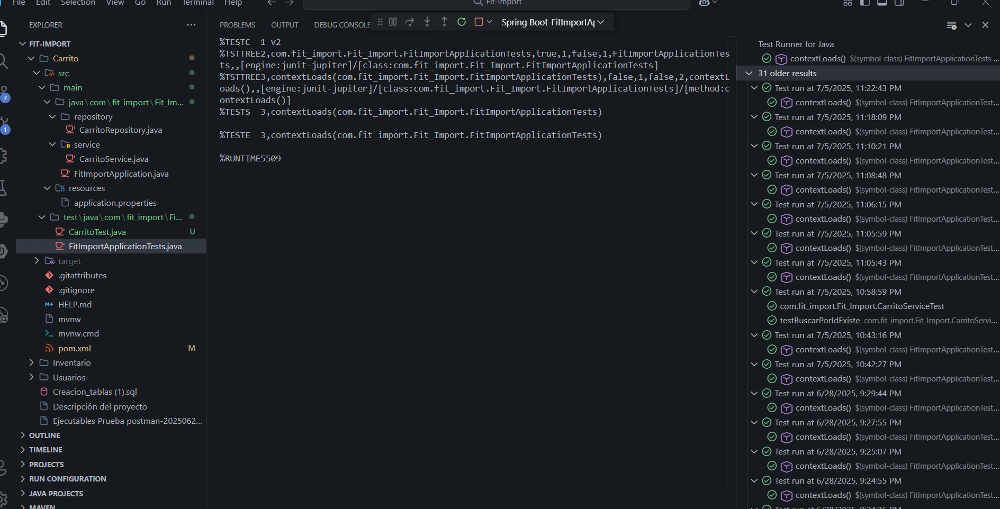 File Edit Selection View Go Run Terminal Help
Fit-Import
EXPLORER
FIT-IMPORT
Carrito
src
main
java\com\fit_import\Fit_Im...
repository
CarritoRepository.java
service
CarritoService.java
FitImportApplication.java
resources
application.properties
test\java\com\fit_import\Fi...
CarritoTest.java U
FitImportApplicationTests.java
target
.gitattributes
.gitignore
HELP.md
mvnw
mvnw.cmd
pom.xml M
Inventario
Usuarios
Creacion_tablas (1).sql
Descripción del proyecto
Ejecutables Prueba postman-2025062...
OUTLINE
TIMELINE
PROJECTS
RUN CONFIGURATION
JAVA PROJECTS
MAVEN
7
1
PROBLEMS OUTPUT DEBUG CONSOLE
Spring Boot-FitImportAp
%TESTC 1 v2
%TSTTREE2,com.fit_import.Fit_Import.FitImportApplicationTests,true,1,false,1,FitImportApplicationTes
ts,,[engine:junit-jupiter]/[class:com.fit_import.Fit_Import.FitImportApplicationTests]
%TSTTREE3,contextLoads(com.fit_import.Fit_Import.FitImportApplicationTests),false,1,false,2,contextL
oads(),,[engine:junit-jupiter]/[class:com.fit_import.Fit_Import.FitImportApplicationTests]/[method:c
ontextLoads()]
%TESTS 3,contextLoads(com.fit_import.Fit_Import.FitImportApplicationTests)
%TESTE 3,contextLoads(com.fit_import.Fit_Import.FitImportApplicationTests)
%RUNTIME5509
Test Runner for Java
contextLoads() $(symbol-class) FitImportApplicationTests ...
31 older results
Test run at 7/5/2025, 11:22:43 PM
contextLoads() $(symbol-class) FitImportApplicationTest...
Test run at 7/5/2025, 11:18:09 PM
contextLoads() $(symbol-class) FitImportApplicationTest...
Test run at 7/5/2025, 11:10:21 PM
contextLoads() $(symbol-class) FitImportApplicationTest...
Test run at 7/5/2025, 11:08:48 PM
contextLoads() $(symbol-class) FitImportApplicationTest...
Test run at 7/5/2025, 11:06:15 PM
contextLoads() $(symbol-class) FitImportApplicationTest...
Test run at 7/5/2025, 11:05:59 PM
contextLoads() $(symbol-class) FitImportApplicationTest...
Test run at 7/5/2025, 11:05:43 PM
contextLoads() $(symbol-class) FitImportApplicationTest...
Test run at 7/5/2025, 10:58:59 PM
com.fit_import.Fit_Import.CarritoServiceTest
testBuscarPorIdExiste com.fit_import.Fit_Import.CarritoServi...
Test run at 7/5/2025, 10:43:16 PM
contextLoads() $(symbol-class) FitImportApplicationTest...
Test run at 7/5/2025, 10:42:27 PM
contextLoads() $(symbol-class) FitImportApplicationTest...
Test run at 6/28/2025, 9:29:44 PM
contextLoads() $(symbol-class) FitImportApplicationTest...
Test run at 6/28/2025, 9:27:55 PM
contextLoads() $(symbol-class) FitImportApplicationTest...
Test run at 6/28/2025, 9:25:07 PM
contextLoads() $(symbol-class) FitImportApplicationTest...
Test run at 6/28/2025, 9:24:55 PM
contextLoads() $(symbol-class) FitImportApplicationTest...